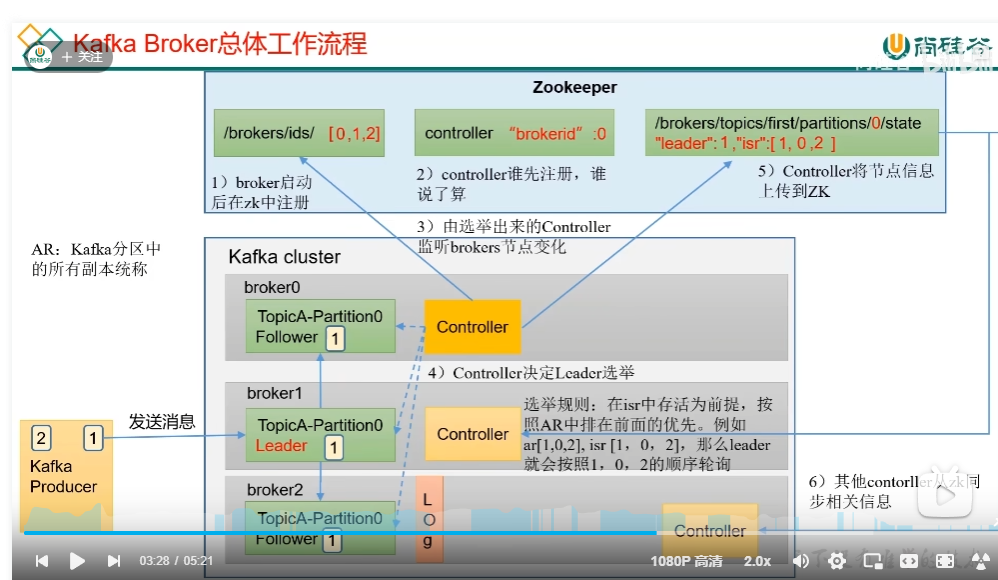 Kafka Broker总体工作流程
尚硅谷
+ 关注
Zookeeper
/brokers/ids/ [0,1,2]
controller “brokerid” :0
/brokers/topics/first/partitions/0/state
"leader": 1 ,"isr":[ 1, 0 ,2 ]
1）broker启动
后在zk中注册
2）controller谁先注册，谁
说了算
5）Controller将节点信息
上传到ZK
3）由选举出来的Controller
监听brokers节点变化
AR：Kafka分区中
的所有副本统称
Kafka cluster
broker0
TopicA-Partition0
Follower 1
Controller
4）Controller决定Leader选举
broker1
TopicA-Partition0
Leader 1
Controller
选举规则：在isr中存活为前提，按
照AR中排在前面的优先。例如
ar[1,0,2], isr [1，0，2]，那么leader
就会按照1，0，2的顺序轮询
发送消息
2 1
Kafka
Producer
broker2
TopicA-Partition0
Follower 1
L
O
g
Controller
6）其他contorller从zk同
步相关信息
03:28 / 05:21
1080P 高清
2.0x